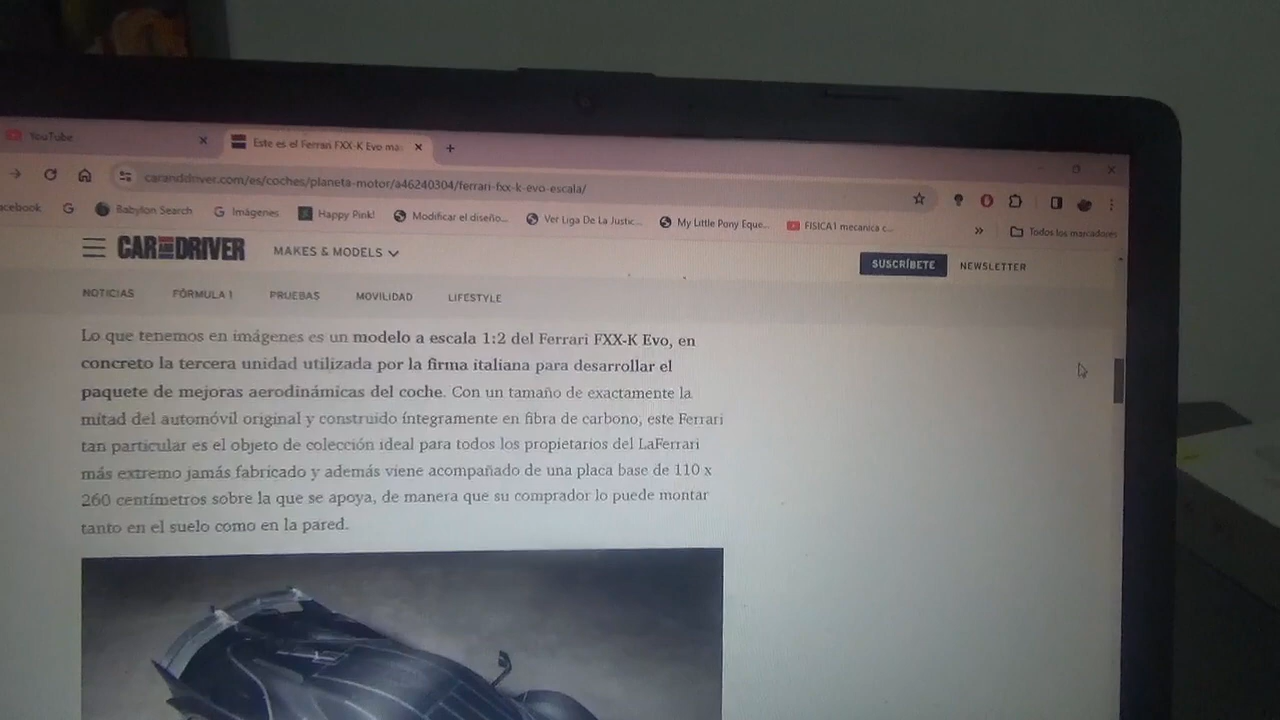 YouTube
Este es el Ferrari FXX-K Evo ma
caranddriver.com/es/coches/planeta-motor/a46240304/ferrari-fxx-k-evo-escala/
acebook
Babylon Search
Imágenes
Happy Pink!
Modificar el diseño...
Ver Liga De La Justic...
My Little Pony Eque...
FISICA1 mecanica c...
»
Todos los marcadores
CAR AND DRIVER
MAKES & MODELS
SUSCRÍBETE
NEWSLETTER
NOTICIAS
FÓRMULA 1
PRUEBAS
MOVILIDAD
LIFESTYLE
Lo que tenemos en imágenes es un modelo a escala 1:2 del Ferrari FXX-K Evo, en
concreto la tercera unidad utilizada por la firma italiana para desarrollar el
paquete de mejoras aerodinámicas del coche. Con un tamaño de exactamente la
mitad del automóvil original y construido íntegramente en fibra de carbono, este Ferrari
tan particular es el objeto de colección ideal para todos los propietarios del LaFerrari
más extremo jamás fabricado y además viene acompañado de una placa base de 110 x
260 centímetros sobre la que se apoya, de manera que su comprador lo puede montar
tanto en el suelo como en la pared.